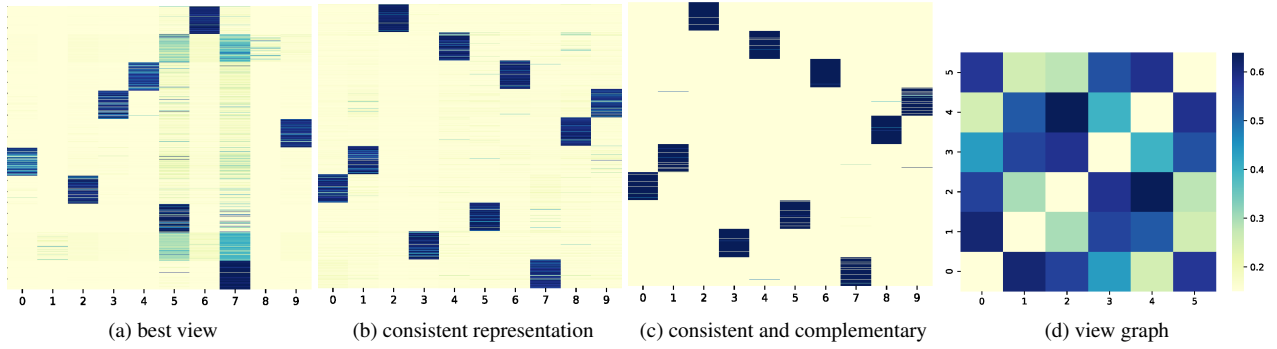 0 1 2 3 4 5 6 7 8 9
(a) best view
0 1 2 3 4 5 6 7 8 9
(b) consistent representation
0 1 2 3 4 5 6 7 8 9
(c) consistent and complementary
5
4
3
2
1
0
0 1 2 3 4 5
0.6
0.5
0.4
0.3
0.2
(d) view graph